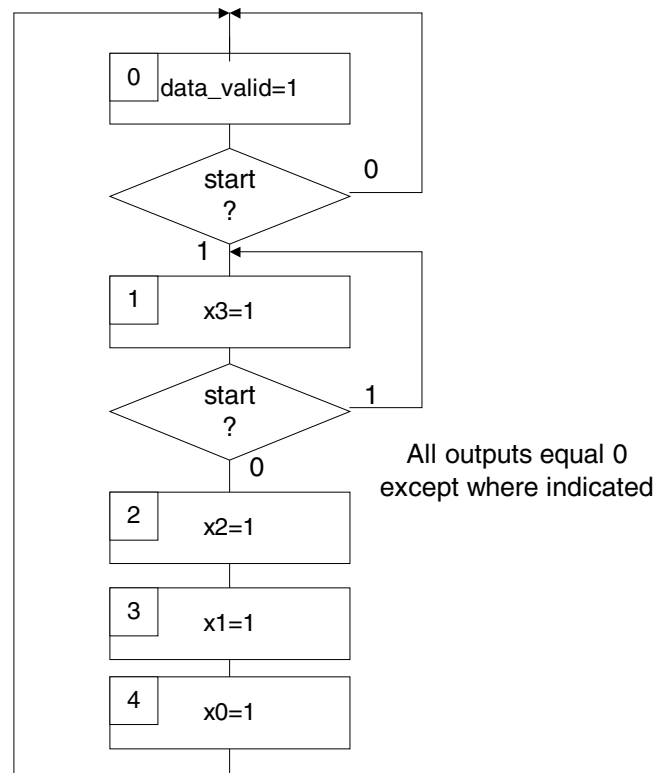 0
data_valid=1
start
?
0
1
1
x3=1
start
?
1
0
All outputs equal 0
except where indicated
2
x2=1
3
x1=1
4
x0=1